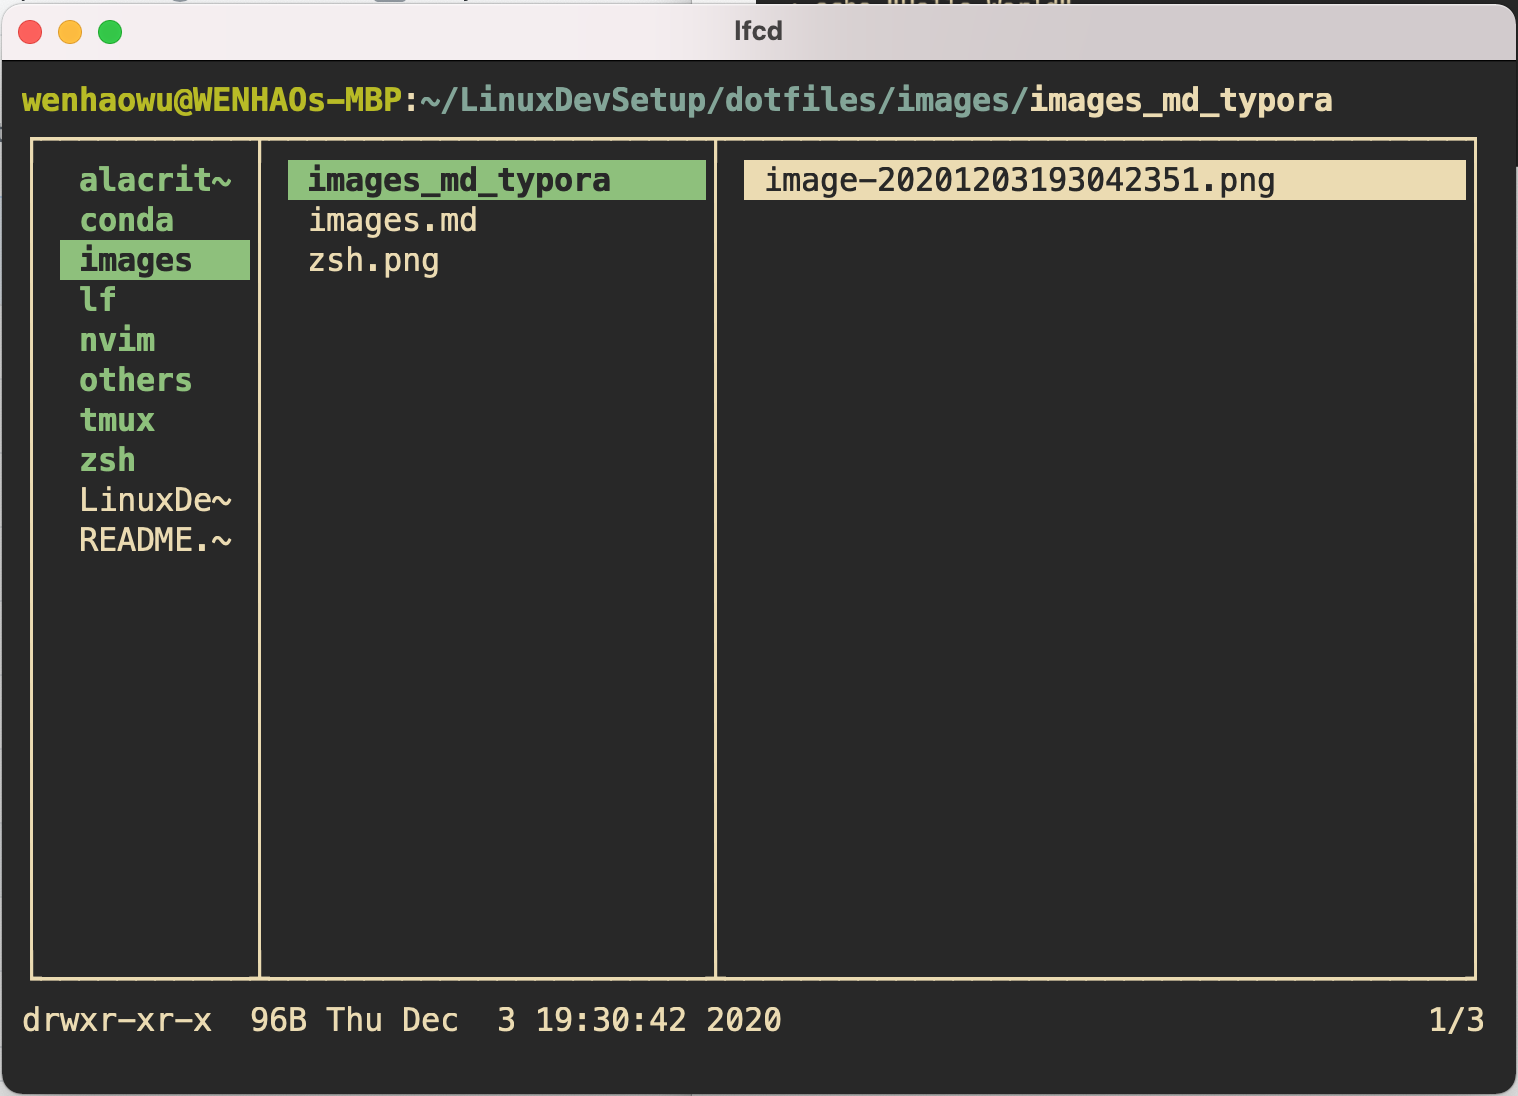 lfcd
wenhaowu@WENHAOs-MBP:~/LinuxDevSetup/dotfiles/images/images_md_typora
alacrit~
conda
images
lf
nvim
others
tmux
zsh
LinuxDe~
README.~
images_md_typora
images.md
zsh.png
image-20201203193042351.png
drwxr-xr-x  96B Thu Dec  3 19:30:42 2020
1/3